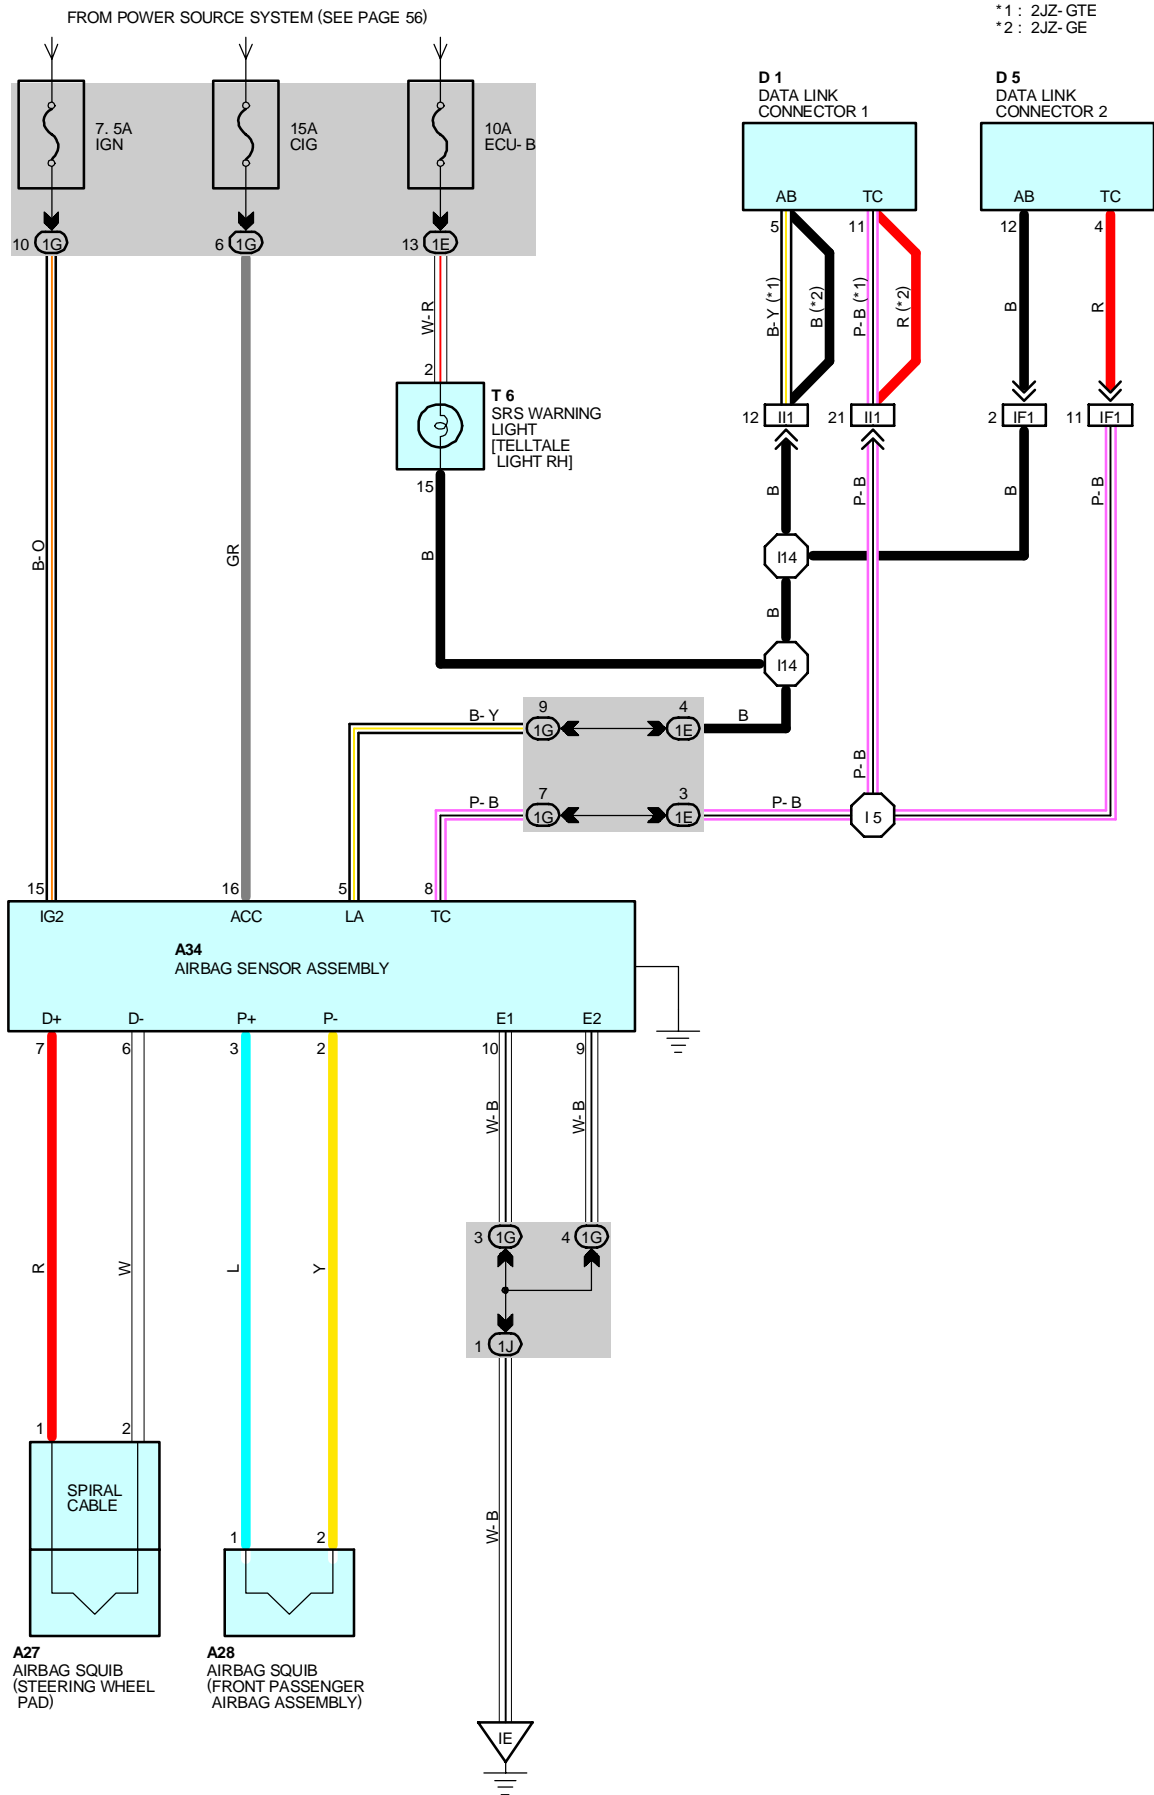 FROM POWER SOURCE SYSTEM (SEE PAGE 56)
*1 : 2JZ-GTE
*2 : 2JZ-GE
7. 5A
IGN
15A
CIG
10A
ECU-B
D 1
DATA LINK
CONNECTOR 1
D 5
DATA LINK
CONNECTOR 2
AB
TC
AB
TC
10
1G
6
1G
13
1E
5
11
12
4
W-R
B-Y (*1)
B (*2)
P-B (*1)
R (*2)
B
R
2
T 6
SRS WARNING
LIGHT
[TELLTALE
LIGHT RH]
12
II1
21
II1
2
IF1
11
IF1
15
B
P-B
B
P-B
B-O
GR
B
I14
B
I14
B-Y
9
1G
4
1E
B
P-B
P-B
7
1G
3
1E
P-B
I 5
15
16
5
8
IG2
ACC
LA
TC
A34
AIRBAG SENSOR ASSEMBLY
D+
D-
P+
P-
E1
E2
7
6
3
2
10
9
W-B
W-B
3
1G
4
1G
R
W
L
Y
1
1J
1
2
SPIRAL
CABLE
W-B
1
2
A27
AIRBAG SQUIB
(STEERING WHEEL
PAD)
A28
AIRBAG SQUIB
(FRONT PASSENGER
AIRBAG ASSEMBLY)
IE